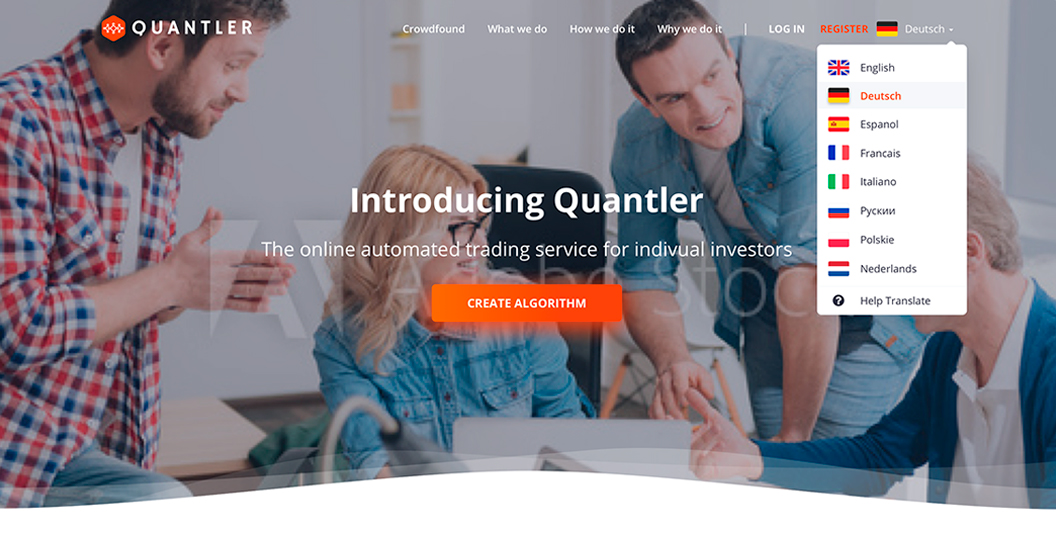 QUANTLER
Crowdfound What we do How we do it Why we do it | LOG IN REGISTER Deutsch
English
Deutsch
Espanol
Francais
Italiano
Руский
Polskie
Nederlands
Help Translate
Introducing Quantler
The online automated trading service for indivual investors
CREATE ALGORITHM
Adobe Stock